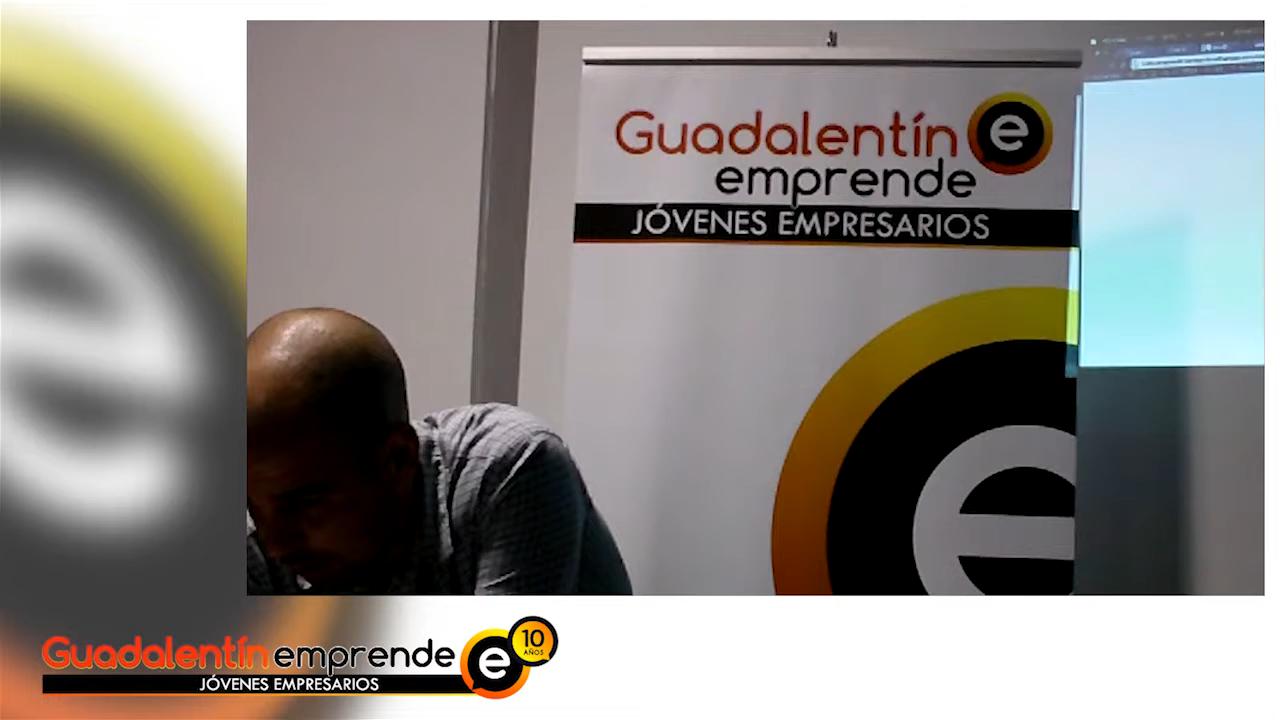 Guadalentín e
emprende
JÓVENES EMPRESARIOS
e
Guadalentín emprende e 10
AÑOS
JÓVENES EMPRESARIOS